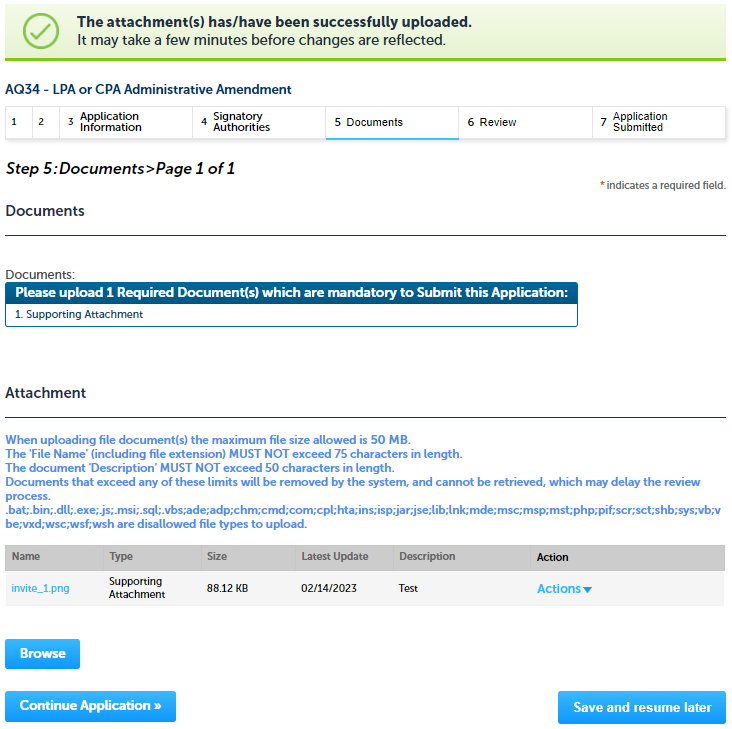 The attachment(s) has/have been successfully uploaded.
It may take a few minutes before changes are reflected.
AQ34 - LPA or CPA Administrative Amendment
1
2
3 Application Information
4 Signatory Authorities
5 Documents
6 Review
7 Application Submitted
Step 5:Documents>Page 1 of 1
* indicates a required field.
Documents
Documents:
Please upload 1 Required Document(s) which are mandatory to Submit this Application:
1. Supporting Attachment
Attachment
When uploading file document(s) the maximum file size allowed is 50 MB.
The 'File Name' (including file extension) MUST NOT exceed 75 characters in length.
The document 'Description' MUST NOT exceed 50 characters in length.
Documents that exceed any of these limits will be removed by the system, and cannot be retrieved, which may delay the review
process.
.bat;.bin;.dll;.exe;.js;.msi;.sql;.vbs;ade;adp;chm;cmd;com;cpl;hta;ins;isp;jar;jse;lib;lnk;mde;msc;msp;mst;php;pif;scr;sct;shb;sys;vb;v
be;vxd;wsc;wsf;wsh are disallowed file types to upload.
Name Type Size Latest Update Description Action
invite_1.png Supporting Attachment 88.12 KB 02/14/2023 Test Actions
Browse
Continue Application »
Save and resume later